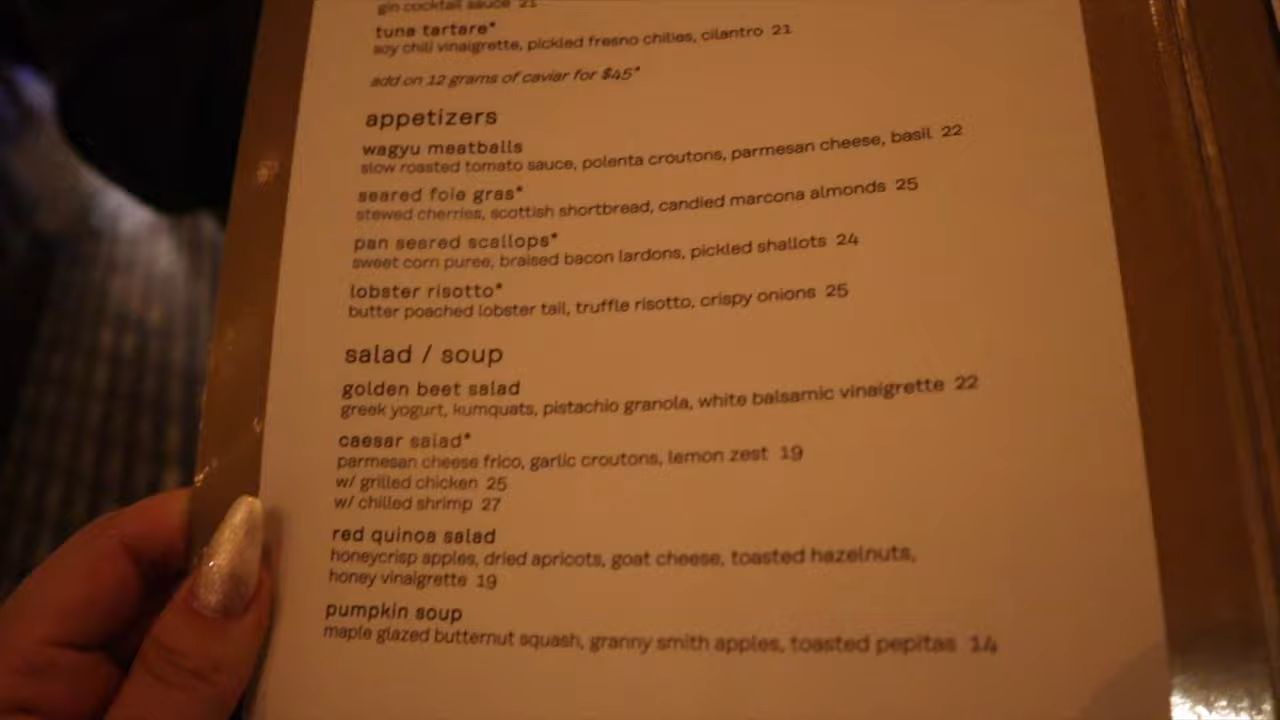 gin cocktail sauce 21
tuna tartare*
soy chili vinaigrette, pickled fresno chilies, cilantro 21
add on 12 grams of caviar for $45*
appetizers
wagyu meatballs
slow roasted tomato sauce, polenta croutons, parmesan cheese, basil 22
seared foie gras*
stewed cherries, scottish shortbread, candied marcona almonds 25
pan seared scallops*
sweet corn puree, braised bacon lardons, pickled shallots 24
lobster risotto*
butter poached lobster tail, truffle risotto, crispy onions 25
salad / soup
golden beet salad
greek yogurt, kumquats, pistachio granola, white balsamic vinaigrette 22
caesar salad*
parmesan cheese frico, garlic croutons, lemon zest 19
w/ grilled chicken 25
w/ chilled shrimp 27
red quinoa salad
honeycrisp apples, dried apricots, goat cheese, toasted hazelnuts,
honey vinaigrette 19
pumpkin soup
maple glazed butternut squash, granny smith apples, toasted pepitas 14